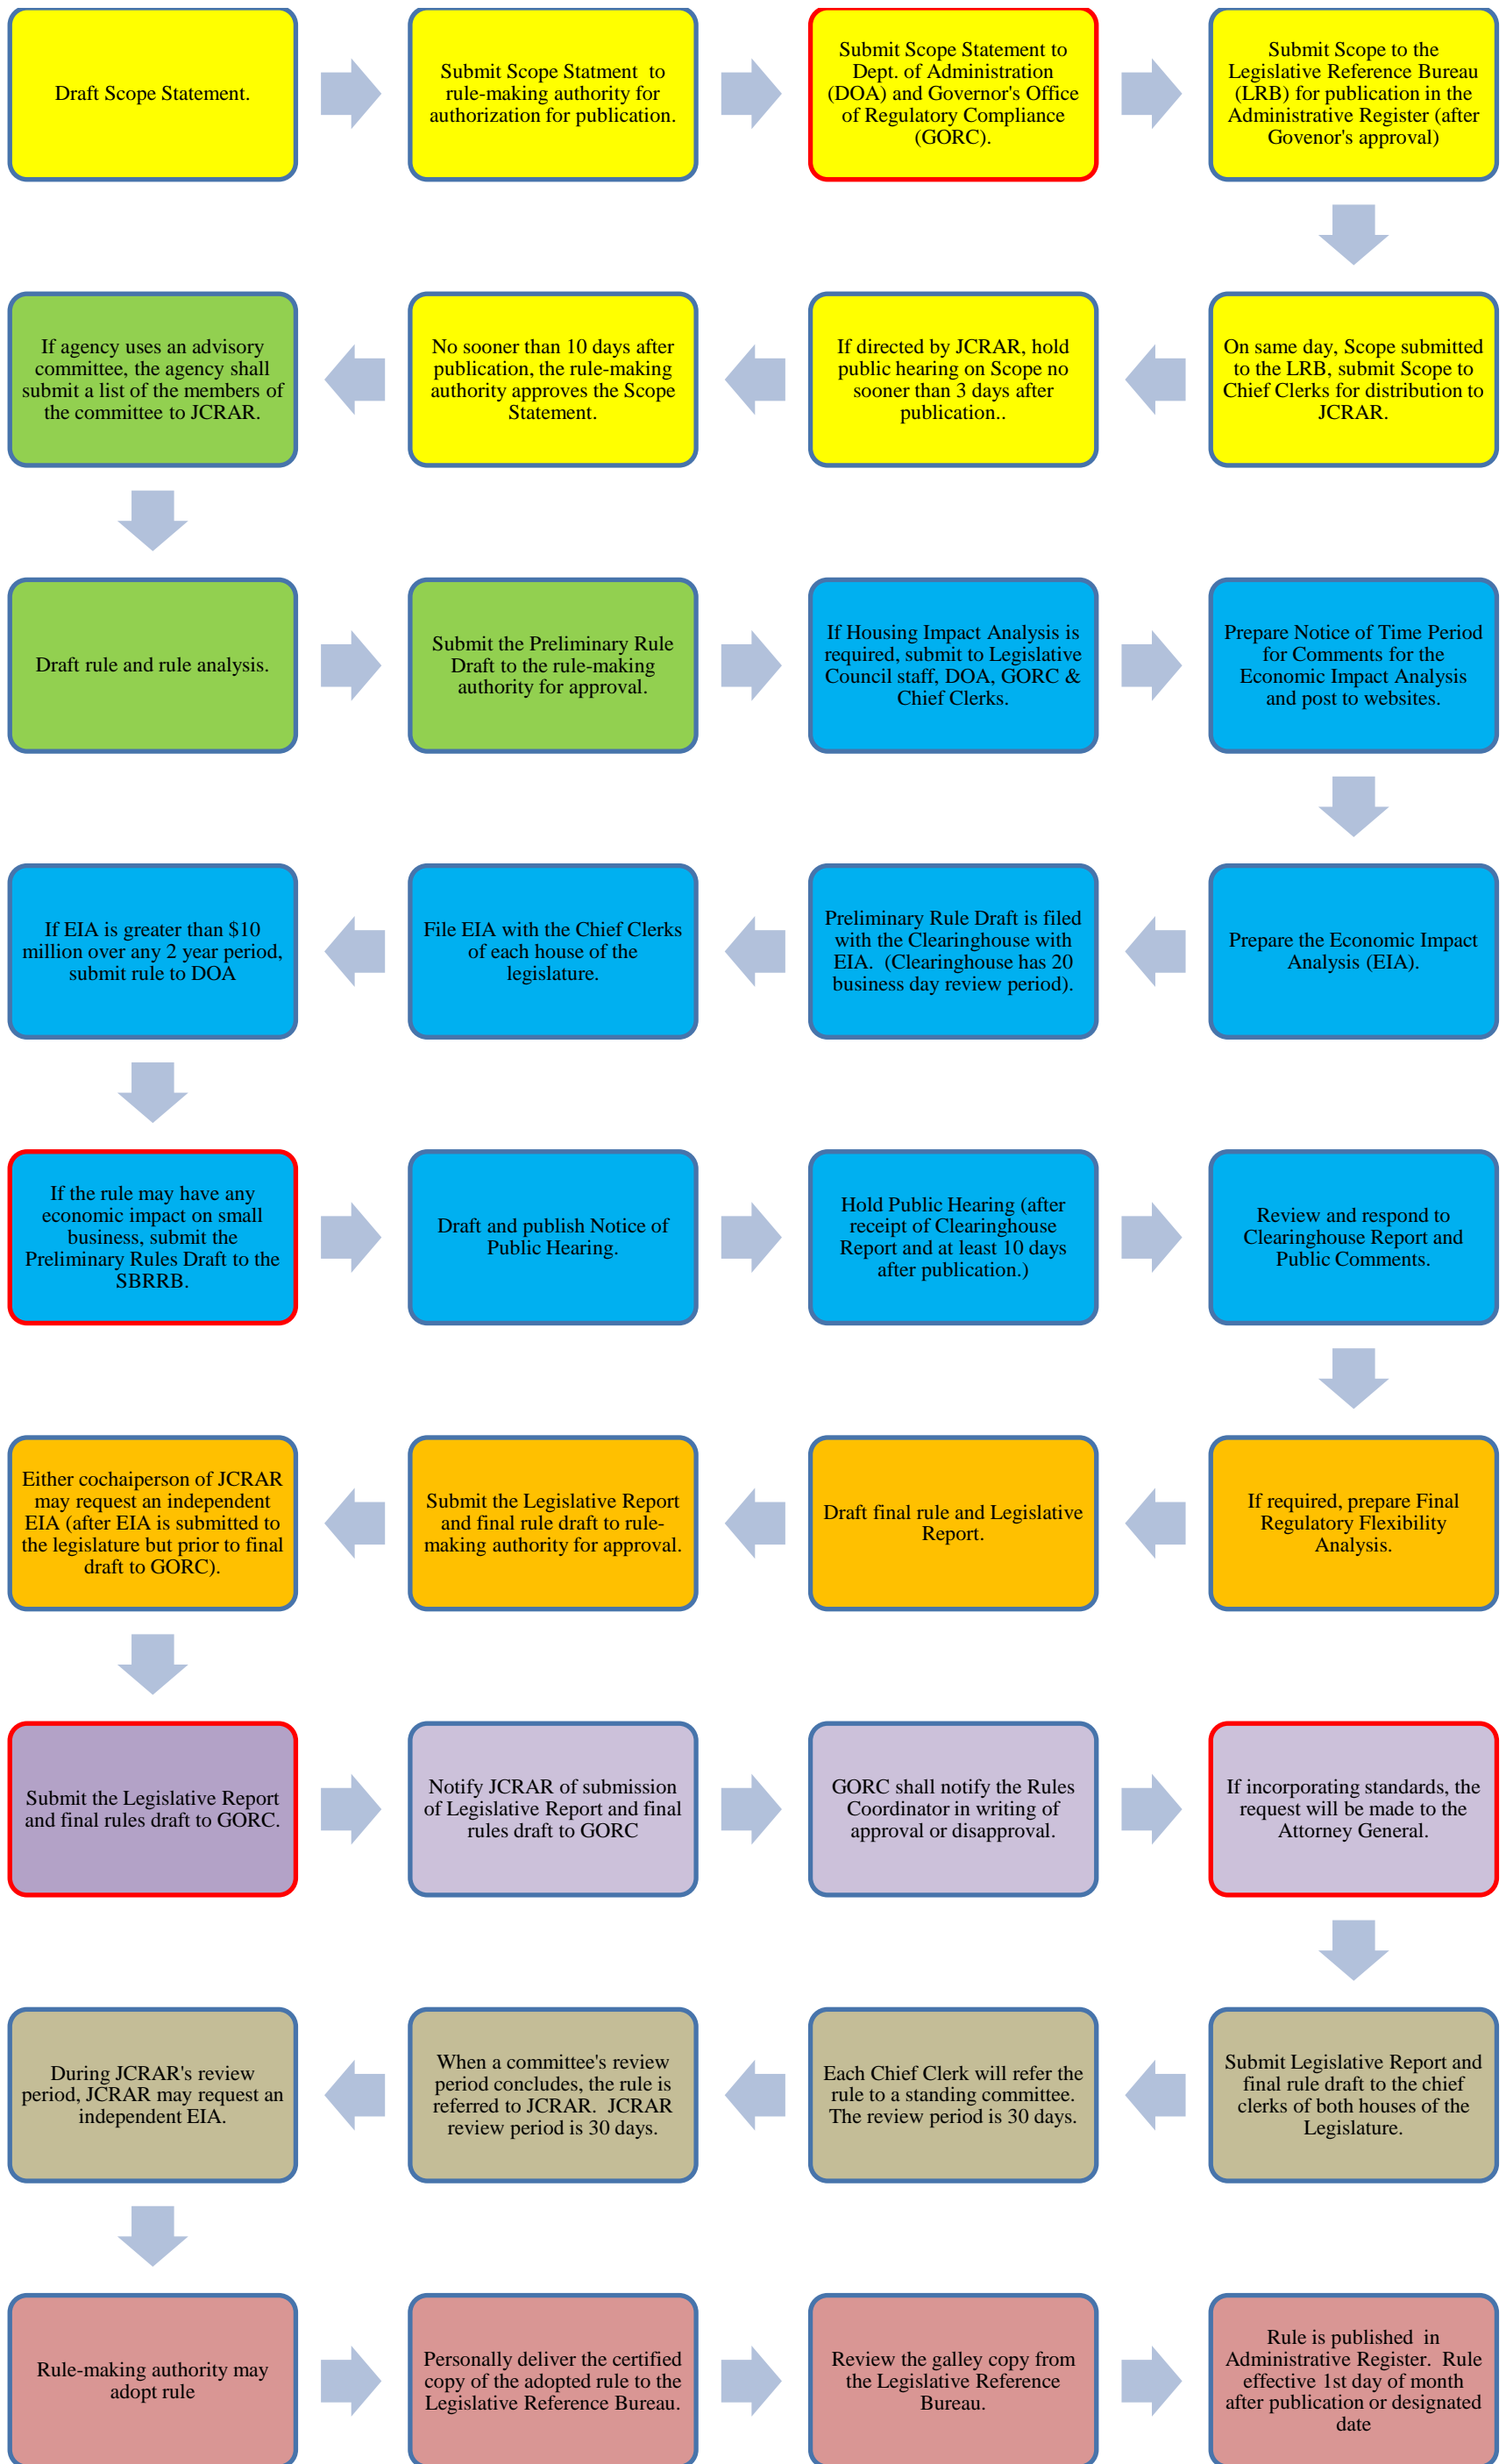 Draft Scope Statement.
Submit Scope Statment to
rule-making authority for
authorization for publication.
Submit Scope Statement to
Dept. of Administration
(DOA) and Governor's Office
of Regulatory Compliance
(GORC).
Submit Scope to the
Legislative Reference Bureau
(LRB) for publication in the
Administrative Register (after
Govenor's approval)
On same day, Scope submitted
to the LRB, submit Scope to
Chief Clerks for distribution to
JCRAR.
If directed by JCRAR, hold
public hearing on Scope no
sooner than 3 days after
publication..
No sooner than 10 days after
publication, the rule-making
authority approves the Scope
Statement.
If agency uses an advisory
committee, the agency shall
submit a list of the members of
the committee to JCRAR.
Draft rule and rule analysis.
Submit the Preliminary Rule
Draft to the rule-making
authority for approval.
If Housing Impact Analysis is
required, submit to Legislative
Council staff, DOA, GORC &
Chief Clerks.
Prepare Notice of Time Period
for Comments for the
Economic Impact Analysis
and post to websites.
Prepare the Economic Impact
Analysis (EIA).
Preliminary Rule Draft is filed
with the Clearinghouse with
EIA. (Clearinghouse has 20
business day review period).
File EIA with the Chief Clerks
of each house of the
legislature.
If EIA is greater than $10
million over any 2 year period,
submit rule to DOA
If the rule may have any
economic impact on small
business, submit the
Preliminary Rules Draft to the
SBRRB.
Draft and publish Notice of
Public Hearing.
Hold Public Hearing (after
receipt of Clearinghouse
Report and at least 10 days
after publication.)
Review and respond to
Clearinghouse Report and
Public Comments.
If required, prepare Final
Regulatory Flexibility
Analysis.
Draft final rule and Legislative
Report.
Submit the Legislative Report
and final rule draft to rule-
making authority for approval.
Either cochaiperson of JCRAR
may request an independent
EIA (after EIA is submitted to
the legislature but prior to final
draft to GORC).
Submit the Legislative Report
and final rules draft to GORC.
Notify JCRAR of submission
of Legislative Report and final
rules draft to GORC
GORC shall notify the Rules
Coordinator in writing of
approval or disapproval.
If incorporating standards, the
request will be made to the
Attorney General.
Submit Legislative Report and
final rule draft to the chief
clerks of both houses of the
Legislature.
Each Chief Clerk will refer the
rule to a standing committee.
The review period is 30 days.
When a committee's review
period concludes, the rule is
referred to JCRAR. JCRAR
review period is 30 days.
During JCRAR's review
period, JCRAR may request an
independent EIA.
Rule-making authority may
adopt rule
Personally deliver the certified
copy of the adopted rule to the
Legislative Reference Bureau.
Review the galley copy from
the Legislative Reference
Bureau.
Rule is published in
Administrative Register. Rule
effective 1st day of month
after publication or designated
date